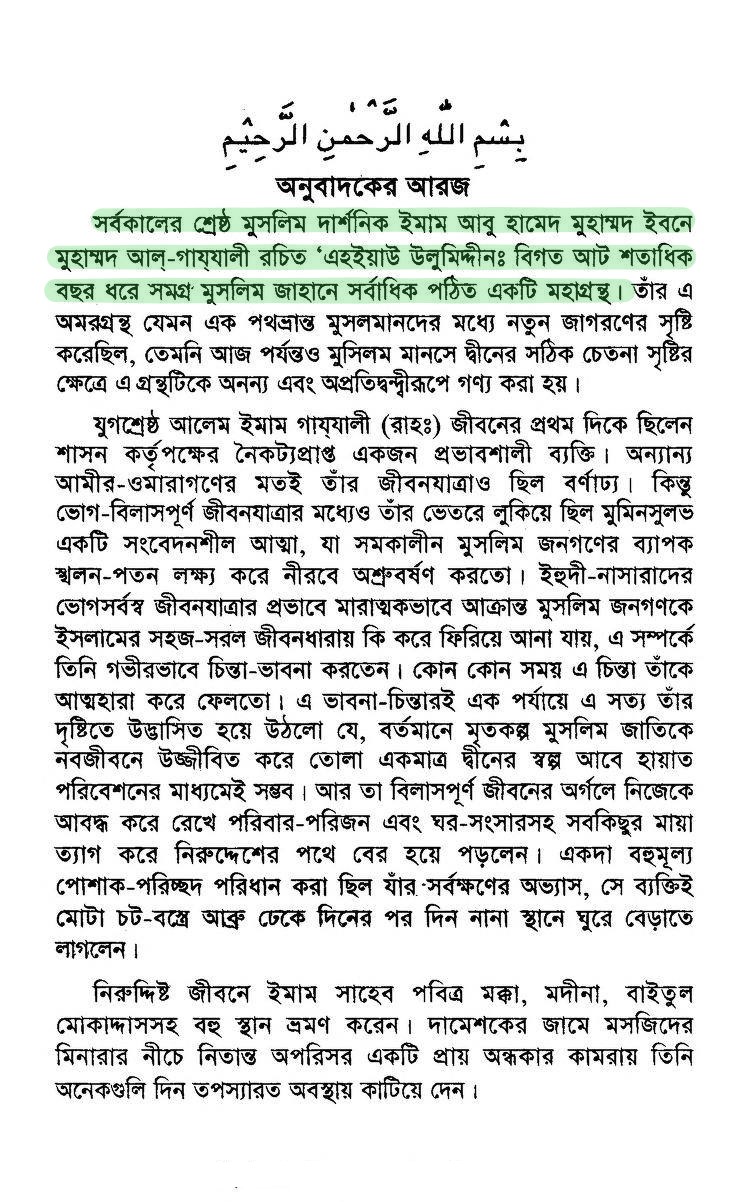 بِسْمِ اللهِ الرَّحْمٰنِ الرَّحِيْمِ
অনুবাদকের আরজ
সর্বকালের শ্রেষ্ঠ মুসলিম দার্শনিক ইমাম আবু হামেদ মুহাম্মদ ইবনে
মুহাম্মদ আল্-গায্যালী রচিত ‘এহইয়াউ উলুমিদ্দীনঃ বিগত আট শতাধিক
বছর ধরে সমগ্র মুসলিম জাহানে সর্বাধিক পঠিত একটি মহাগ্রন্থ। তাঁর এ
অমরগ্রন্থ যেমন এক পথভ্রান্ত মুসলমানদের মধ্যে নতুন জাগরণের সৃষ্টি
করেছিল, তেমনি আজ পর্যন্তও মুসিলম মানসে দ্বীনের সঠিক চেতনা সৃষ্টির
ক্ষেত্রে এ গ্রন্থটিকে অনন্য এবং অপ্রতিদ্বন্দ্বীরূপে গণ্য করা হয়।
যুগশ্রেষ্ঠ আলেম ইমাম গায্যালী (রাহঃ) জীবনের প্রথম দিকে ছিলেন
শাসন কর্তৃপক্ষের নৈকট্যপ্রাপ্ত একজন প্রভাবশালী ব্যক্তি। অন্যান্য
আমীর-ওমারাগণের মতই তাঁর জীবনযাত্রাও ছিল বর্ণাঢ্য। কিন্তু
ভোগ-বিলাসপূর্ণ জীবনযাত্রার মধ্যেও তাঁর ভেতরে লুকিয়ে ছিল মুমিনসুলভ
একটি সংবেদনশীল আত্মা, যা সমকালীন মুসলিম জনগণের ব্যাপক
স্খলন-পতন লক্ষ্য করে নীরবে অশ্রুবর্ষণ করতো। ইহুদী-নাসারাদের
ভোগসর্বস্ব জীবনযাত্রার প্রভাবে মারাত্মকভাবে আক্রান্ত মুসলিম জনগণকে
ইসলামের সহজ-সরল জীবনধারায় কি করে ফিরিয়ে আনা যায়, এ সম্পর্কে
তিনি গভীরভাবে চিন্তা-ভাবনা করতেন। কোন কোন সময় এ চিন্তা তাঁকে
আত্মহারা করে ফেলতো। এ ভাবনা-চিন্তারই এক পর্যায়ে এ সত্য তাঁর
দৃষ্টিতে উদ্ভাসিত হয়ে উঠলো যে, বর্তমানে মৃতকল্প মুসলিম জাতিকে
নবজীবনে উজ্জীবিত করে তোলা একমাত্র দ্বীনের স্বল্প আবে হায়াত
পরিবেশনের মাধ্যমেই সম্ভব। আর তা বিলাসপূর্ণ জীবনের অর্গলে নিজেকে
আবদ্ধ করে রেখে পরিবার-পরিজন এবং ঘর-সংসারসহ সবকিছুর মায়া
ত্যাগ করে নিরুদ্দেশের পথে বের হয়ে পড়লেন। একদা বহুমূল্য
পোশাক-পরিচ্ছদ পরিধান করা ছিল যাঁর সর্বক্ষণের অভ্যাস, সে ব্যক্তিই
মোটা চট-বস্ত্রে আব্রু ঢেকে দিনের পর দিন নানা স্থানে ঘুরে বেড়াতে
লাগলেন।
নিরুদ্দিষ্ট জীবনে ইমাম সাহেব পবিত্র মক্কা, মদীনা, বাইতুল
মোকাদ্দাসসহ বহু স্থান ভ্রমণ করেন। দামেশকের জামে মসজিদের
মিনারার নীচে নিতান্ত অপরিসর একটি প্রায় অন্ধকার কামরায় তিনি
অনেকগুলি দিন তপস্যারত অবস্থায় কাটিয়ে দেন।